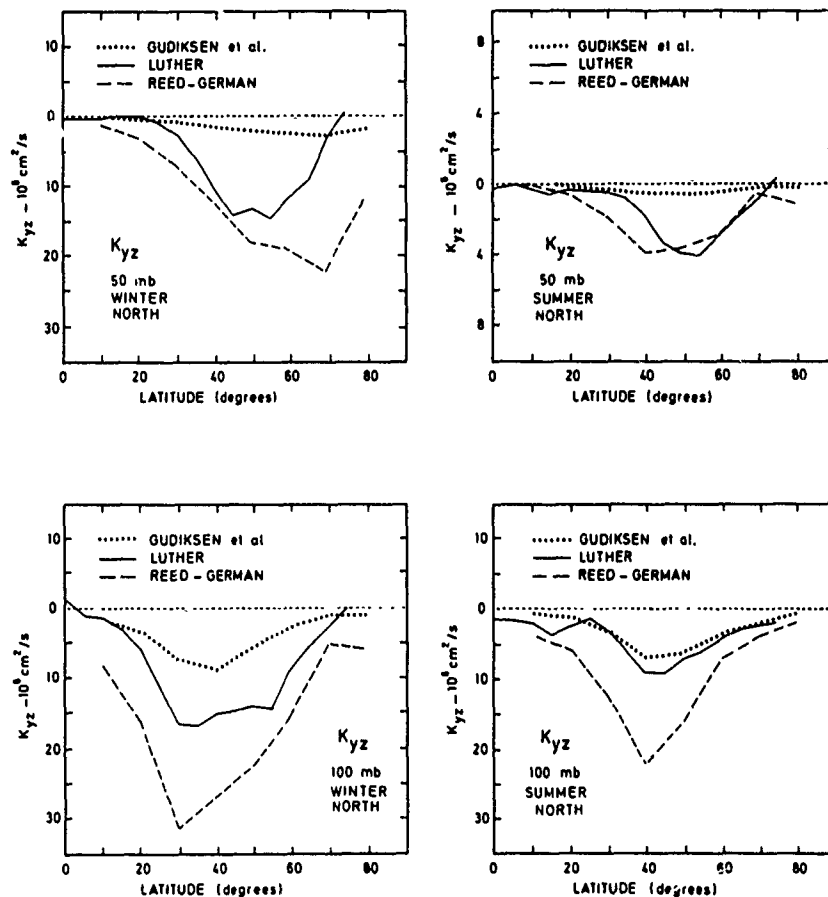 15
GUDIKSEN et al.
LUTHER
REED – GERMAN
0
10
20
30
Kyz – 10⁶ cm²/s
Kyz
50 mb
WINTER
NORTH
0 20 40 60 80
LATITUDE (degrees)
8
GUDIKSEN et al.
LUTHER
REED – GERMAN
4
0
4
8
Kyz – 10⁶ cm²/s
Kyz
50 mb
SUMMER
NORTH
0 20 40 60 80
LATITUDE (degrees)
10
GUDIKSEN et al
LUTHER
REED – GERMAN
0
10
20
30
Kyz – 10⁶ cm²/s
Kyz
100 mb
WINTER
NORTH
0 20 40 60 80
LATITUDE (degrees)
10
GUDIKSEN et al.
LUTHER
REED – GERMAN
0
10
20
30
Kyz – 10⁶ cm²/s
Kyz
100 mb
SUMMER
NORTH
0 20 40 60 80
LATITUDE (degrees)